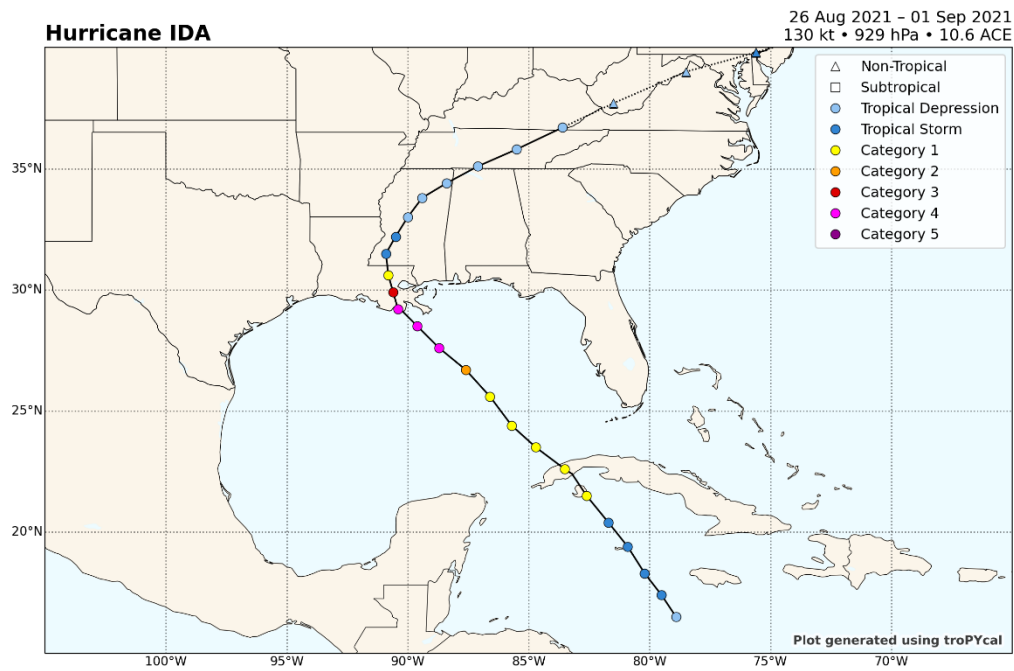 Hurricane IDA
26 Aug 2021 – 01 Sep 2021
130 kt • 929 hPa • 10.6 ACE
Non-Tropical
Subtropical
Tropical Depression
Tropical Storm
Category 1
Category 2
Category 3
Category 4
Category 5
35°N
30°N
25°N
20°N
Plot generated using troPYcal
100°W
95°W
90°W
85°W
80°W
75°W
70°W